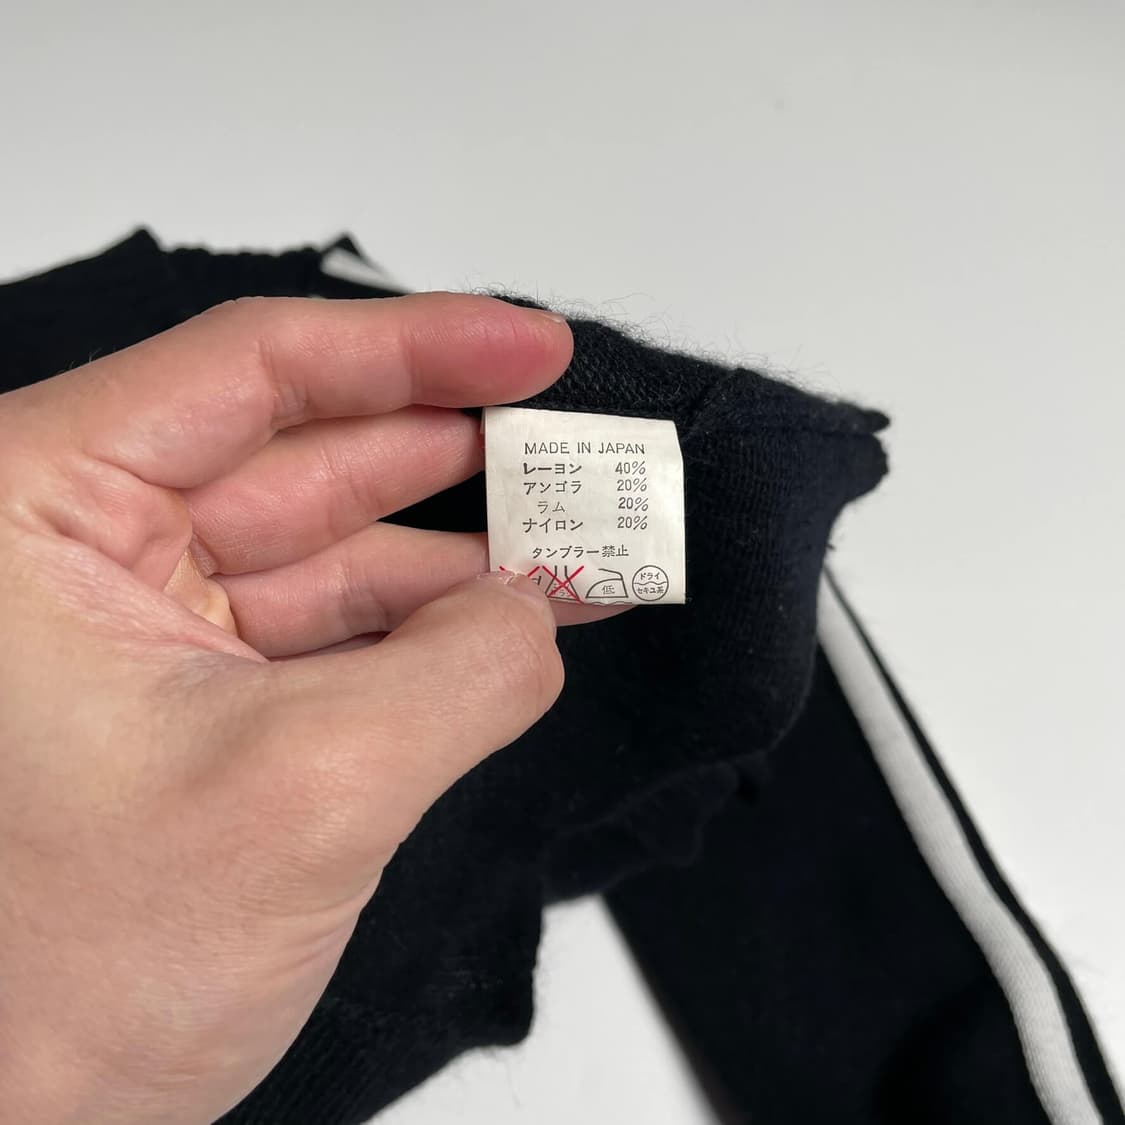 MADE IN JAPAN
レーヨン 40%
アンゴラ 20%
ラム 20%
ナイロン 20%
タンブラー禁止
低
ドライ
セキユ系